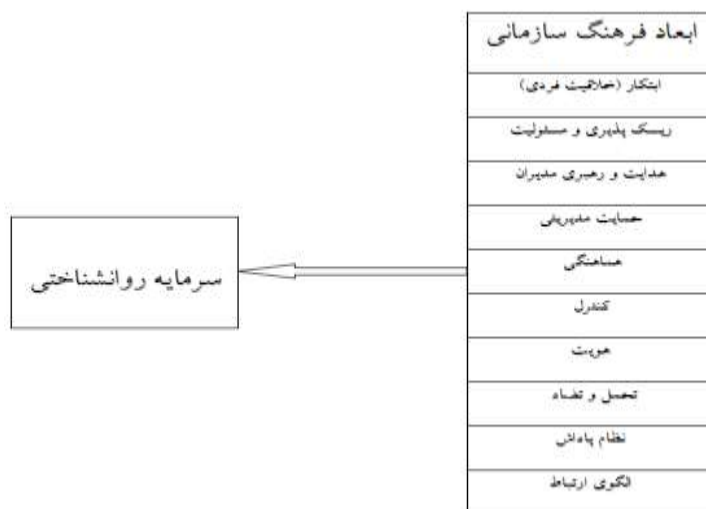 ابعاد فرهنگ سازمانی
ابتکار (خلاقیت فردی)
ریسک پذیری و مسئولیت
هدایت و رهبری مدیران
حمایت مدیریتی
هماهنگی
کنترل
هویت
تحمل و تضاد
نظام پاداش
الگوی ارتباط
سرمایه روانشناختی